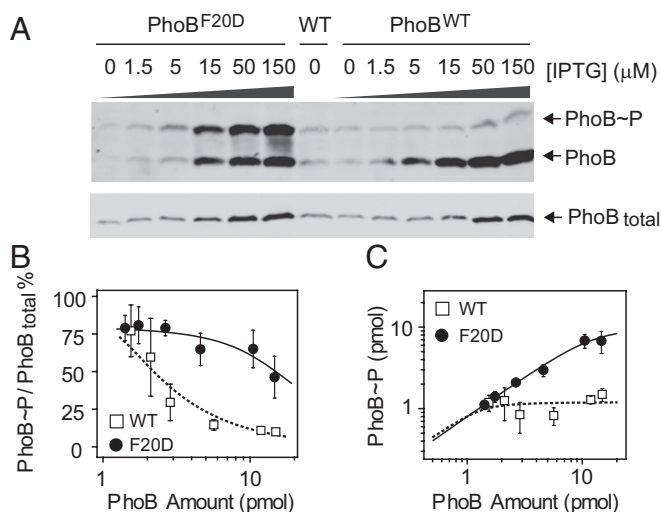 A
PhoB^F20D WT PhoB^WT
0 1.5 5 15 50 150 0 0 1.5 5 15 50 150 [IPTG] (μM)
PhoB~P
PhoB
PhoB total
B
PhoB~P/ PhoB total %
100
75
50
25
0
WT
F20D
1 10
PhoB Amount (pmol)
C
PhoB~P (pmol)
10
1
WT
F20D
1 10
PhoB Amount (pmol)